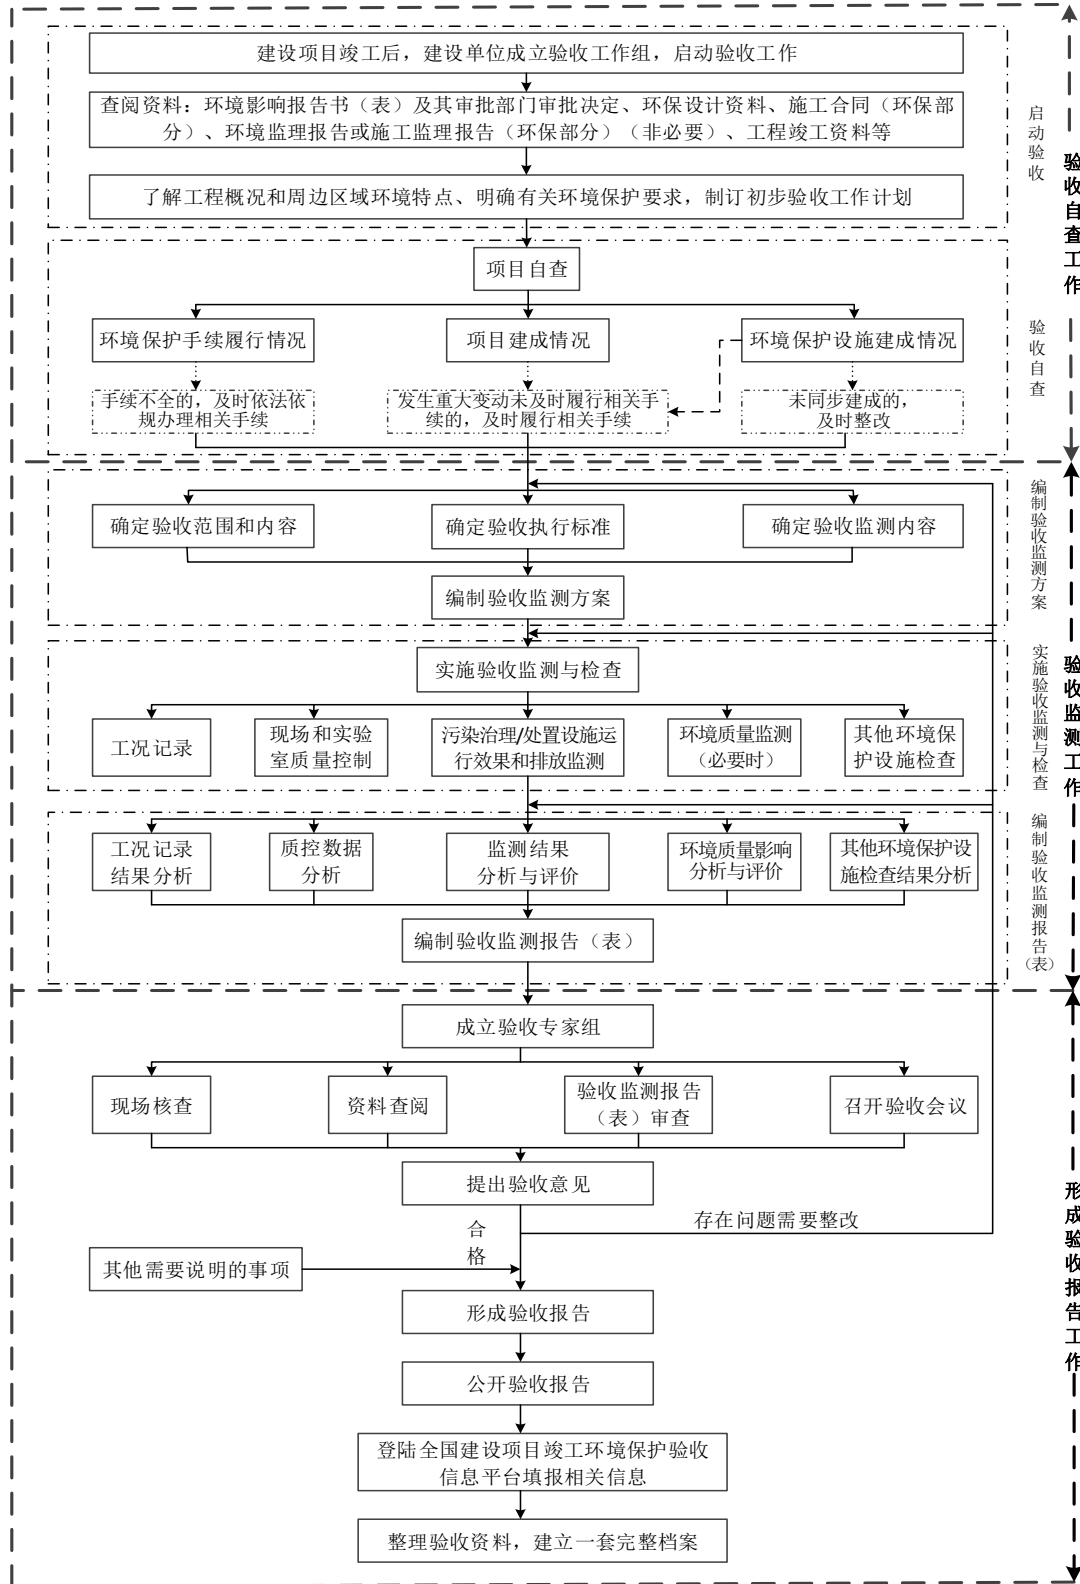 建设项目竣工后，建设单位成立验收工作组，启动验收工作
查阅资料：环境影响报告书（表）及其审批部门审批决定、环保设计资料、施工合同（环保部
分）、环境监理报告或施工监理报告（环保部分）（非必要）、工程竣工资料等
了解工程概况和周边区域环境特点、明确有关环境保护要求，制订初步验收工作计划
启动验收
验收自查工作
项目自查
环境保护手续履行情况
项目建成情况
环境保护设施建成情况
手续不全的，及时依法依
规办理相关手续
发生重大变动未及时履行相关手
续的，及时履行相关手续
未同步建成的，
及时整改
验收自查
确定验收范围和内容
确定验收执行标准
确定验收监测内容
编制验收监测方案
编制验收监测方案
实施验收监测与检查
工况记录
现场和实验
室质量控制
污染治理/处置设施运
行效果和排放监测
环境质量监测
（必要时）
其他环境保
护设施检查
实施验收监测与检查
验收监测工作
工况记录
结果分析
质控数据
分析
监测结果
分析与评价
环境质量影响
分析与评价
其他环境保护设
施检查结果分析
编制验收监测报告（表）
编制验收监测报告（表）
成立验收专家组
现场核查
资料查阅
验收监测报告
（表）审查
召开验收会议
提出验收意见
合格
存在问题需要整改
其他需要说明的事项
形成验收报告
公开验收报告
登陆全国建设项目竣工环境保护验收
信息平台填报相关信息
整理验收资料，建立一套完整档案
形成验收报告工作